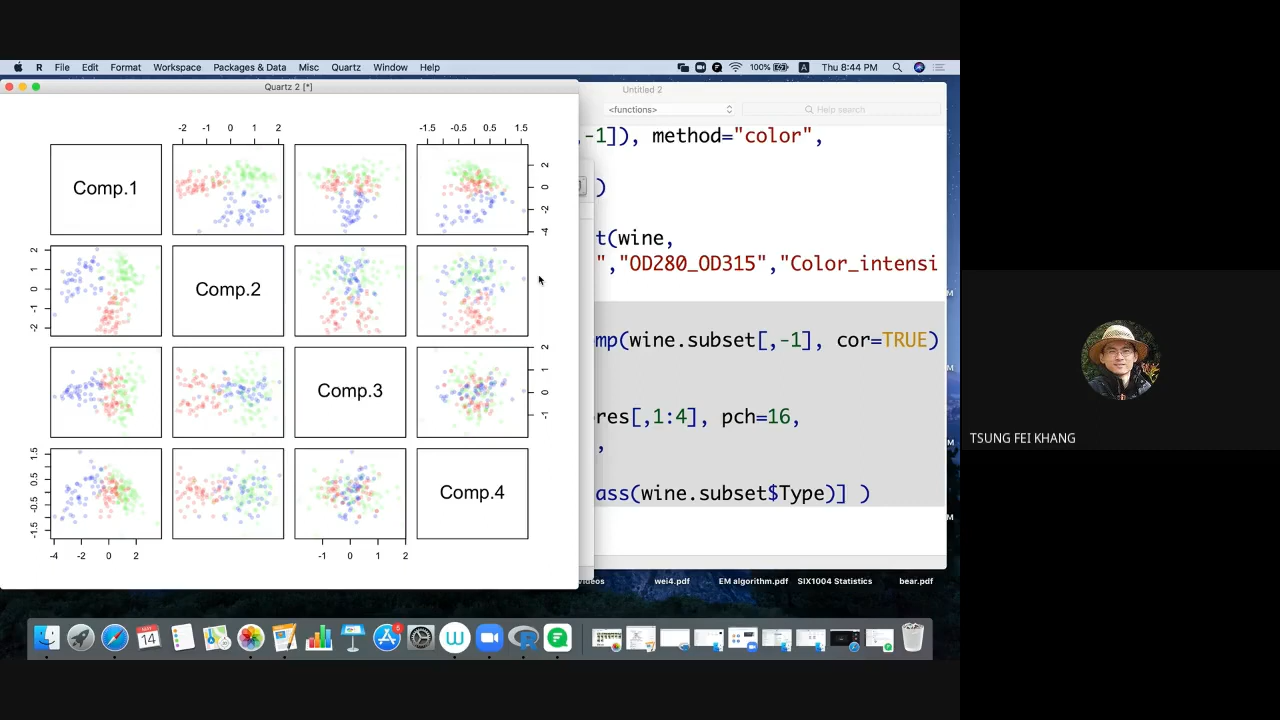 R File Edit Format Workspace Packages & Data Misc Quartz Window Help 100% A Thu 8:44 PM
Quartz 2 [*]
Untitled 2
<functions>
Help search
-2 -1 0 1 2
-1.5 -0.5 0.5 1.5
Comp.1
2 0 -2 -4
2 1 0 -1 -2
Comp.2
Comp.3
2 1 0 -1
1.5 0.5 -0.5 -1.5
Comp.4
-4 -2 0 2
-1 0 1 2
,-1]), method="color",
)
t(wine,
","OD280_OD315","Color_intensi
mp(wine.subset[,-1], cor=TRUE)
res[,1:4], pch=16,
,
ass(wine.subset$Type)] )
M
M
M
M
wei4.pdf
EM algorithm.pdf
SIX1004 Statistics
bear.pdf
MAY
14
5
W
R
TSUNG FEI KHANG